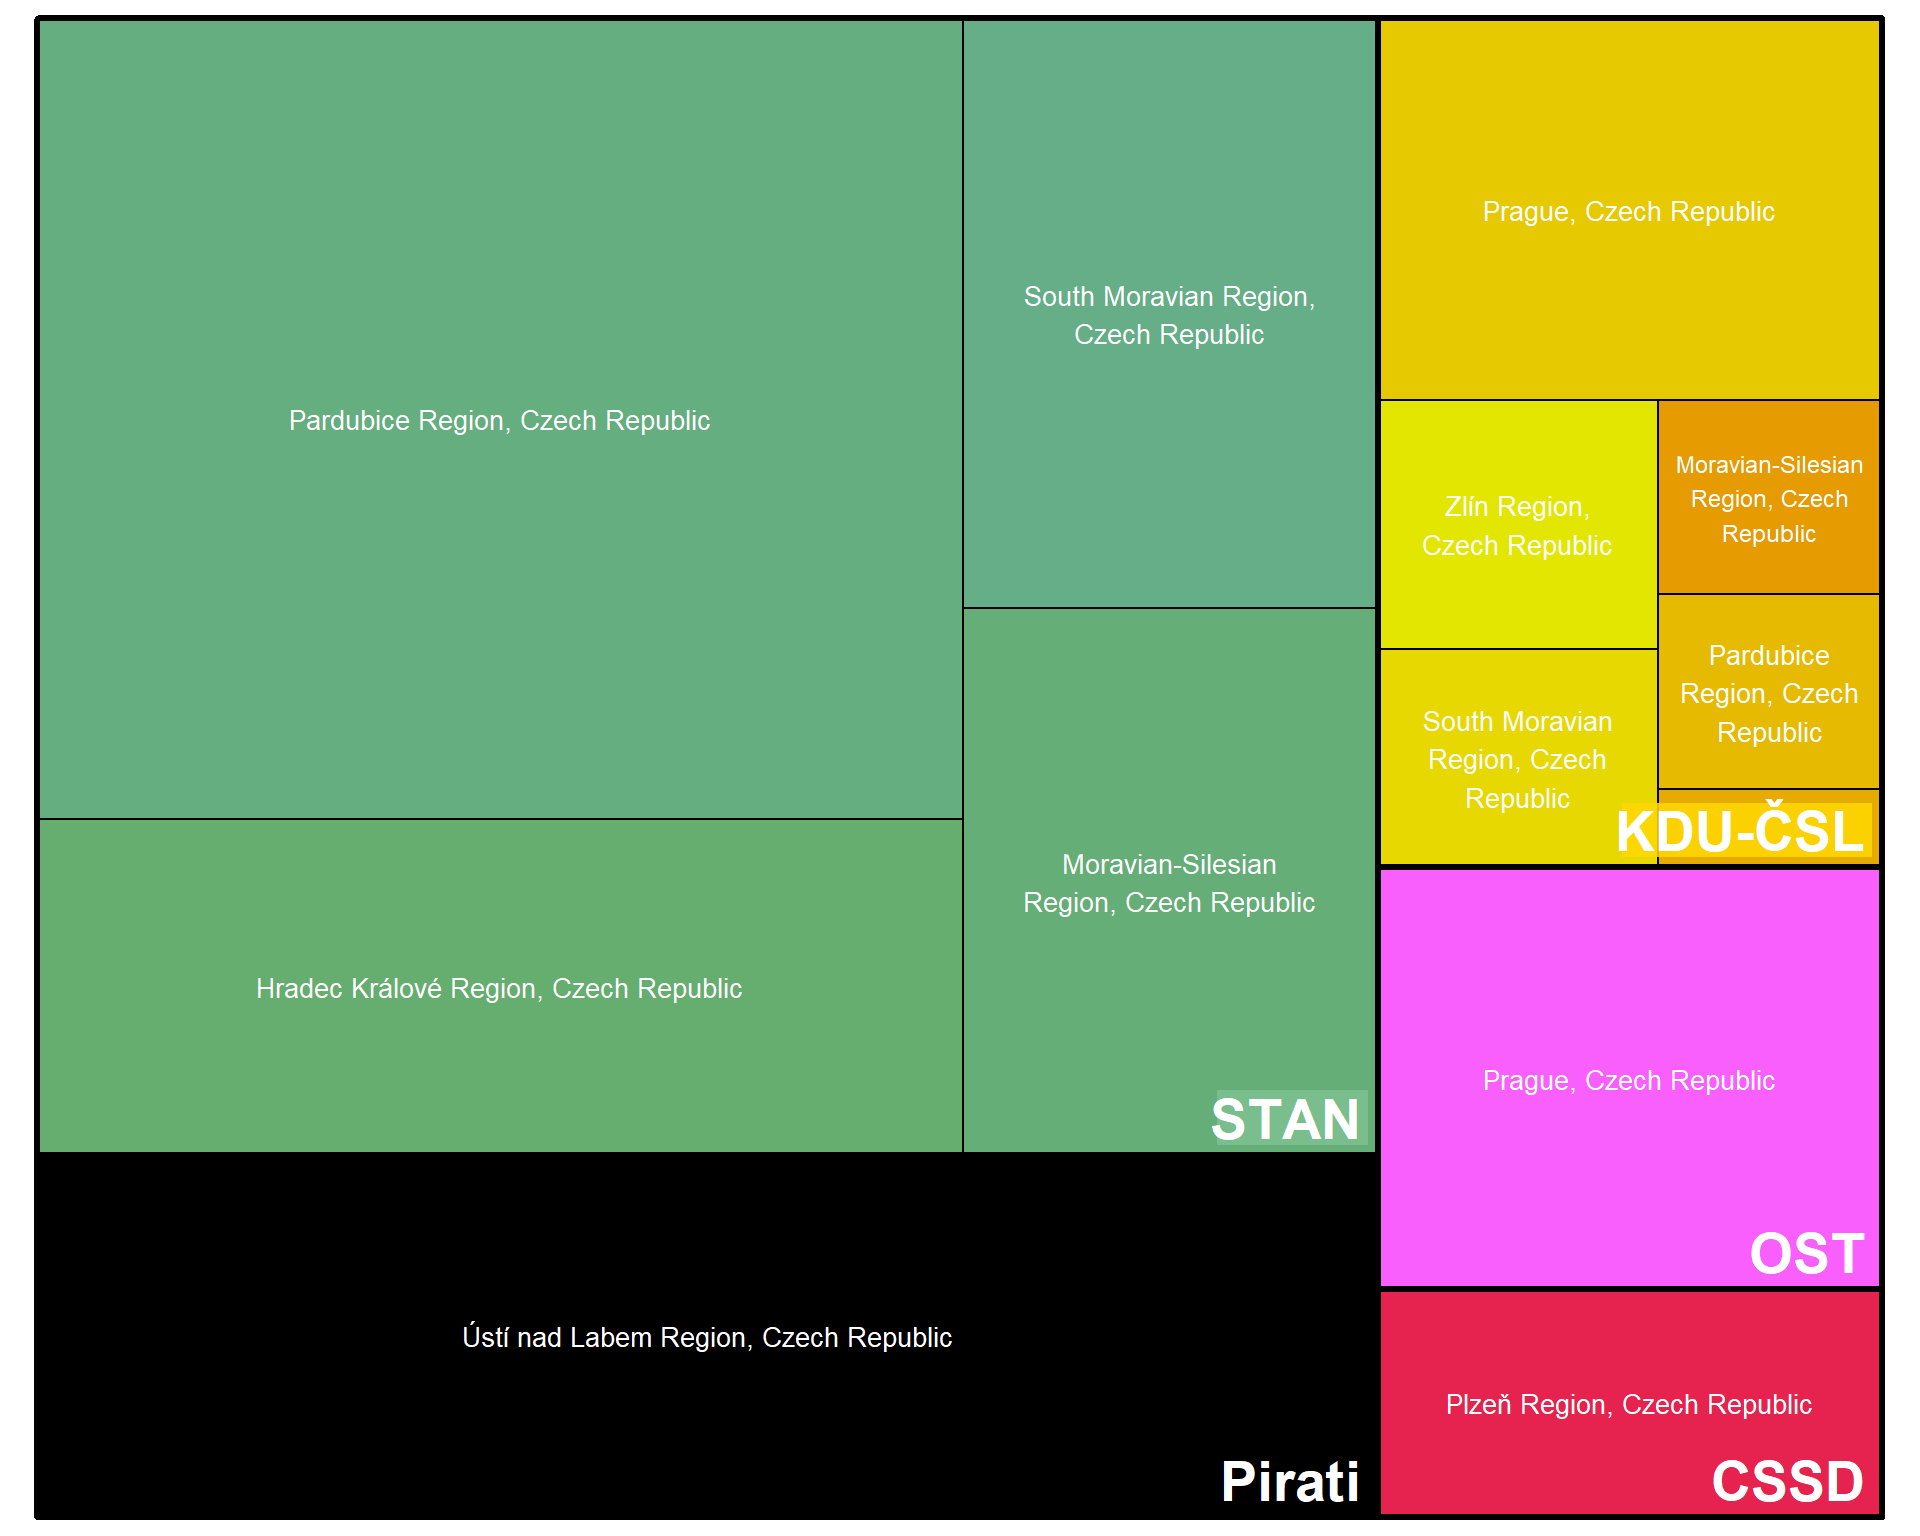 Pardubice Region, Czech Republic
Hradec Králové Region, Czech Republic
South Moravian Region,
Czech Republic
Moravian-Silesian
Region, Czech Republic
STAN
Ústí nad Labem Region, Czech Republic
Pirati
Prague, Czech Republic
Zlín Region,
Czech Republic
South Moravian
Region, Czech
Republic
Moravian-Silesian
Region, Czech
Republic
Pardubice
Region, Czech
Republic
KDU-ČSL
Prague, Czech Republic
OST
Plzeň Region, Czech Republic
CSSD